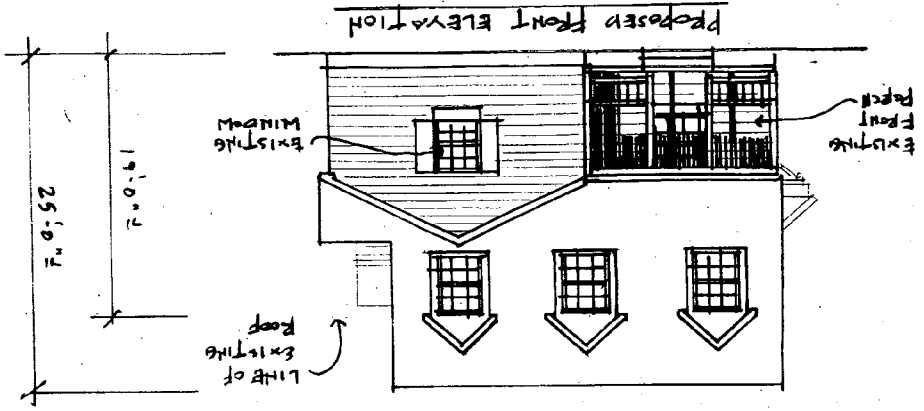 LINE OF
EXISTING
ROOF
19'-0"±
25'-0"±
EXISTING
WINDOW
EXISTING
FRONT
PORCH
PROPOSED FRONT ELEVATION